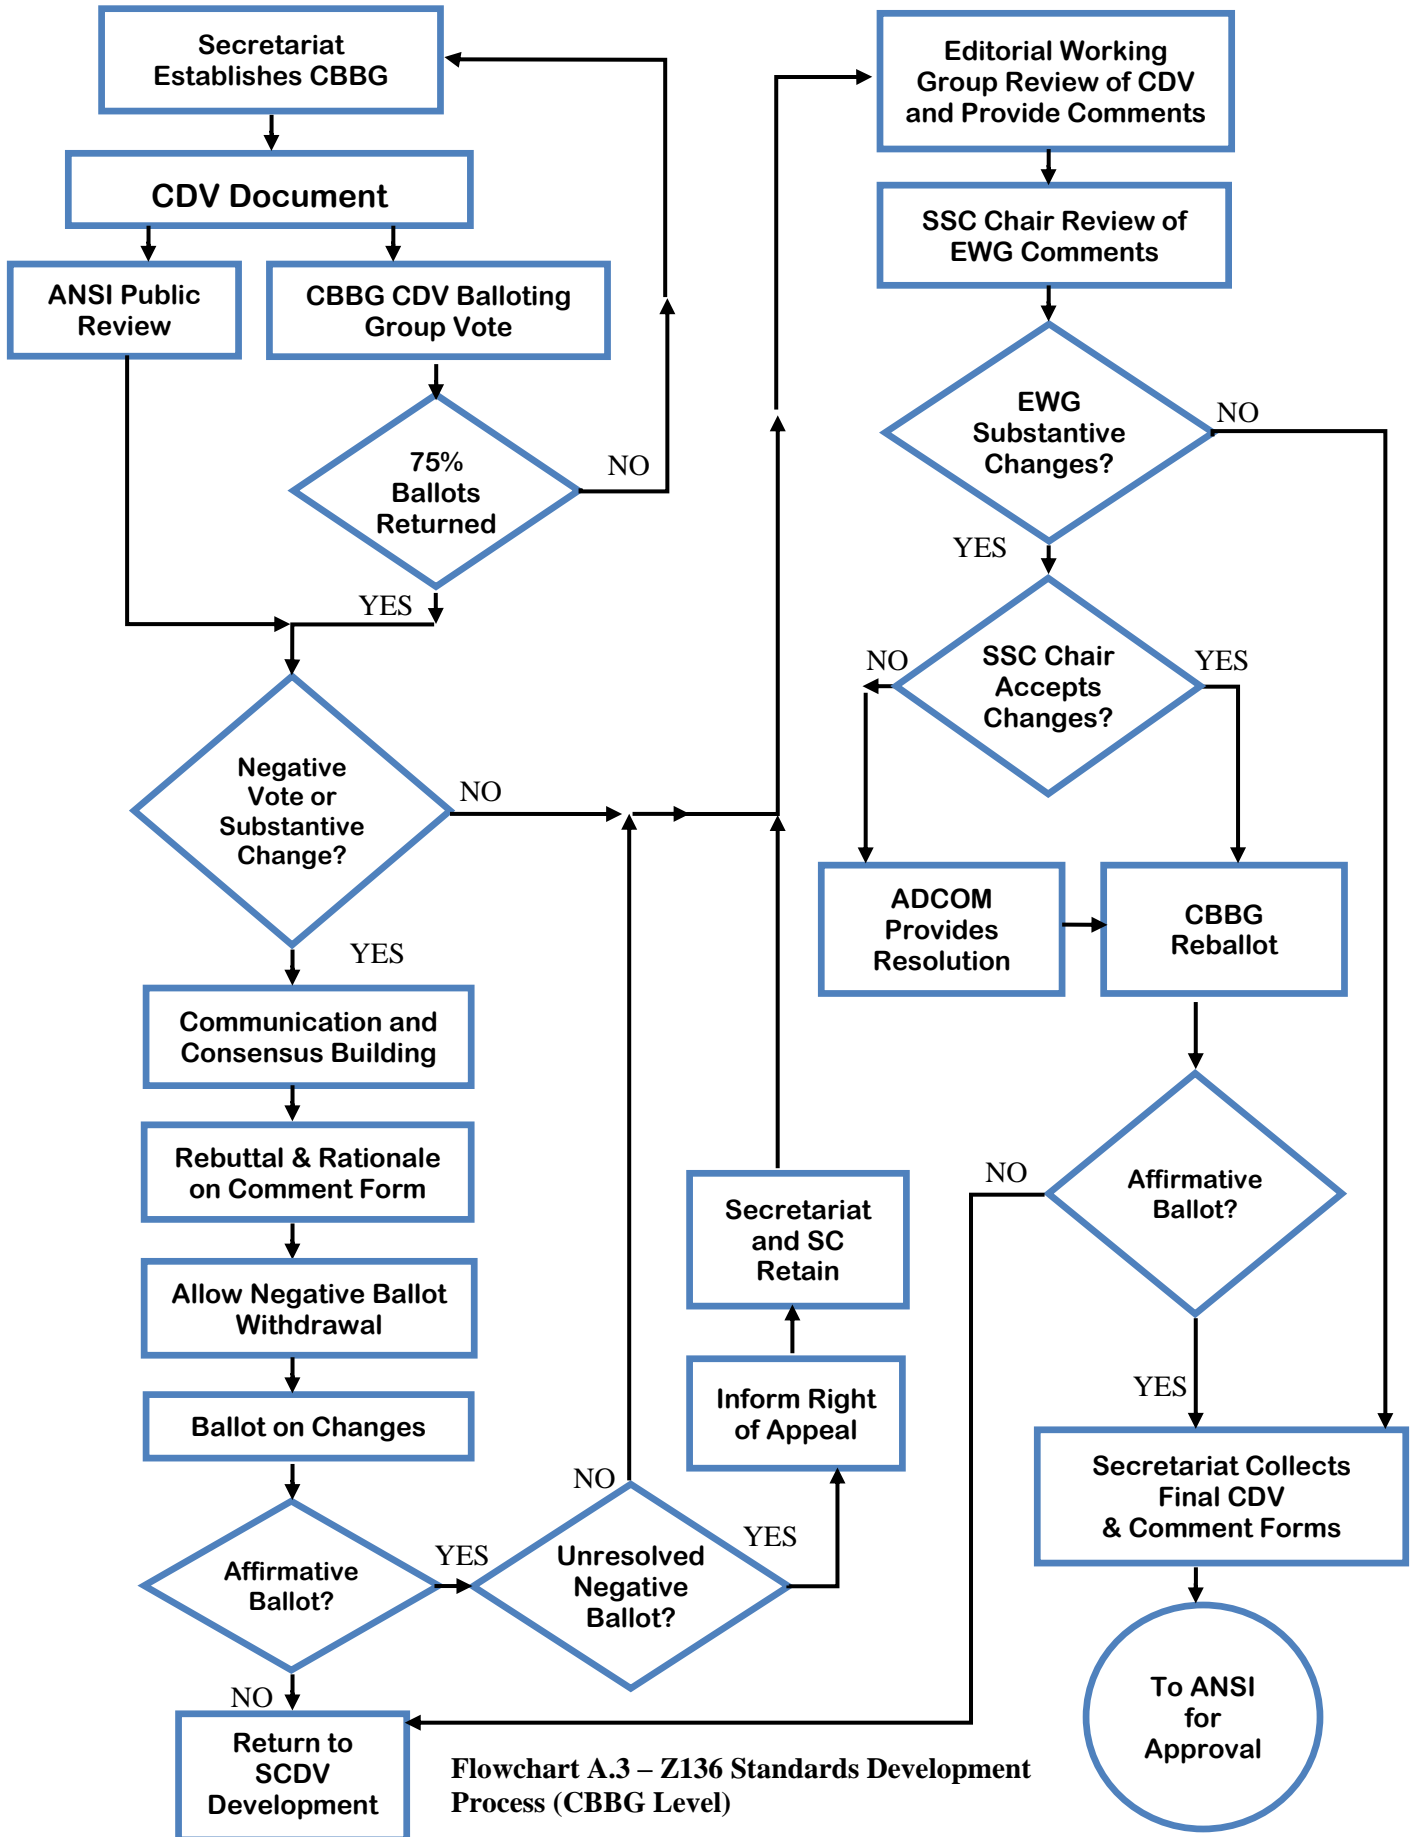 Secretariat
Establishes CBBG
CDV Document
ANSI Public
Review
CBBG CDV Balloting
Group Vote
75%
Ballots
Returned
NO
YES
Negative
Vote or
Substantive
Change?
NO
YES
Communication and
Consensus Building
Rebuttal & Rationale
on Comment Form
Allow Negative Ballot
Withdrawal
Ballot on Changes
Affirmative
Ballot?
YES
NO
Return to
SCDV
Development
Unresolved
Negative
Ballot?
NO
YES
Inform Right
of Appeal
Secretariat
and SC
Retain
Editorial Working
Group Review of CDV
and Provide Comments
SSC Chair Review of
EWG Comments
EWG
Substantive
Changes?
NO
YES
SSC Chair
Accepts
Changes?
NO
YES
ADCOM
Provides
Resolution
CBBG
Reballot
Affirmative
Ballot?
NO
YES
Secretariat Collects
Final CDV
& Comment Forms
To ANSI
for
Approval
Flowchart A.3 – Z136 Standards Development
Process (CBBG Level)